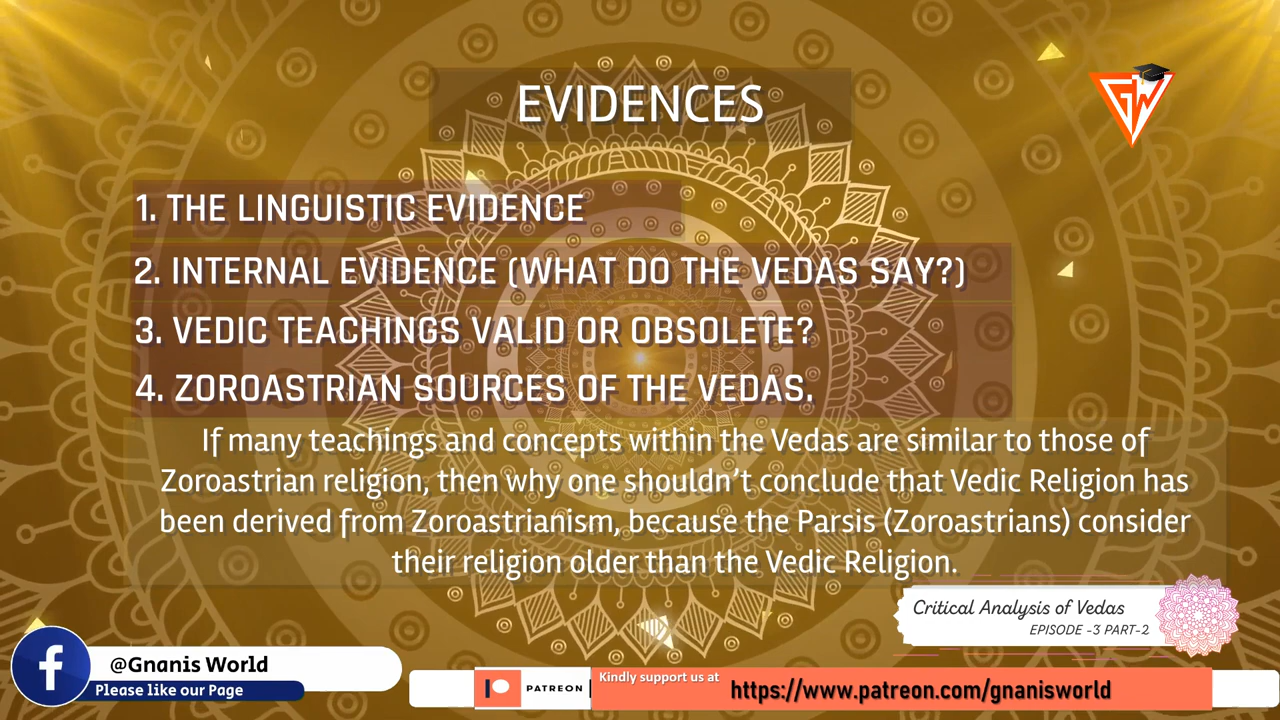 EVIDENCES
GW
1. THE LINGUISTIC EVIDENCE
2. INTERNAL EVIDENCE (WHAT DO THE VEDAS SAY?)
3. VEDIC TEACHINGS VALID OR OBSOLETE?
4. ZOROASTRIAN SOURCES OF THE VEDAS.
If many teachings and concepts within the Vedas are similar to those of
Zoroastrian religion, then why one shouldn't conclude that Vedic Religion has
been derived from Zoroastrianism, because the Parsis (Zoroastrians) consider
their religion older than the Vedic Religion.
Critical Analysis of Vedas
EPISODE -3 PART-2
f
@Gnanis World
Please like our Page
PATREON
Kindly support us at
https://www.patreon.com/gnanisworld